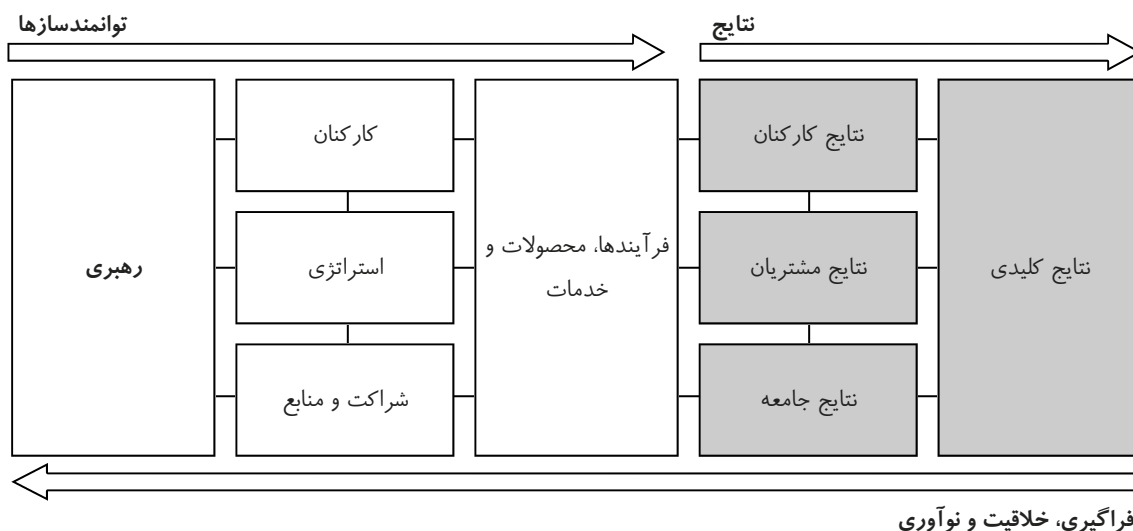 توانمندسازها
نتایج
رهبری
کارکنان
استراتژی
شراکت و منابع
فرآیندها، محصولات و
خدمات
نتایج کارکنان
نتایج مشتریان
نتایج جامعه
نتایج کلیدی
فراگیری، خلاقیت و نوآوری